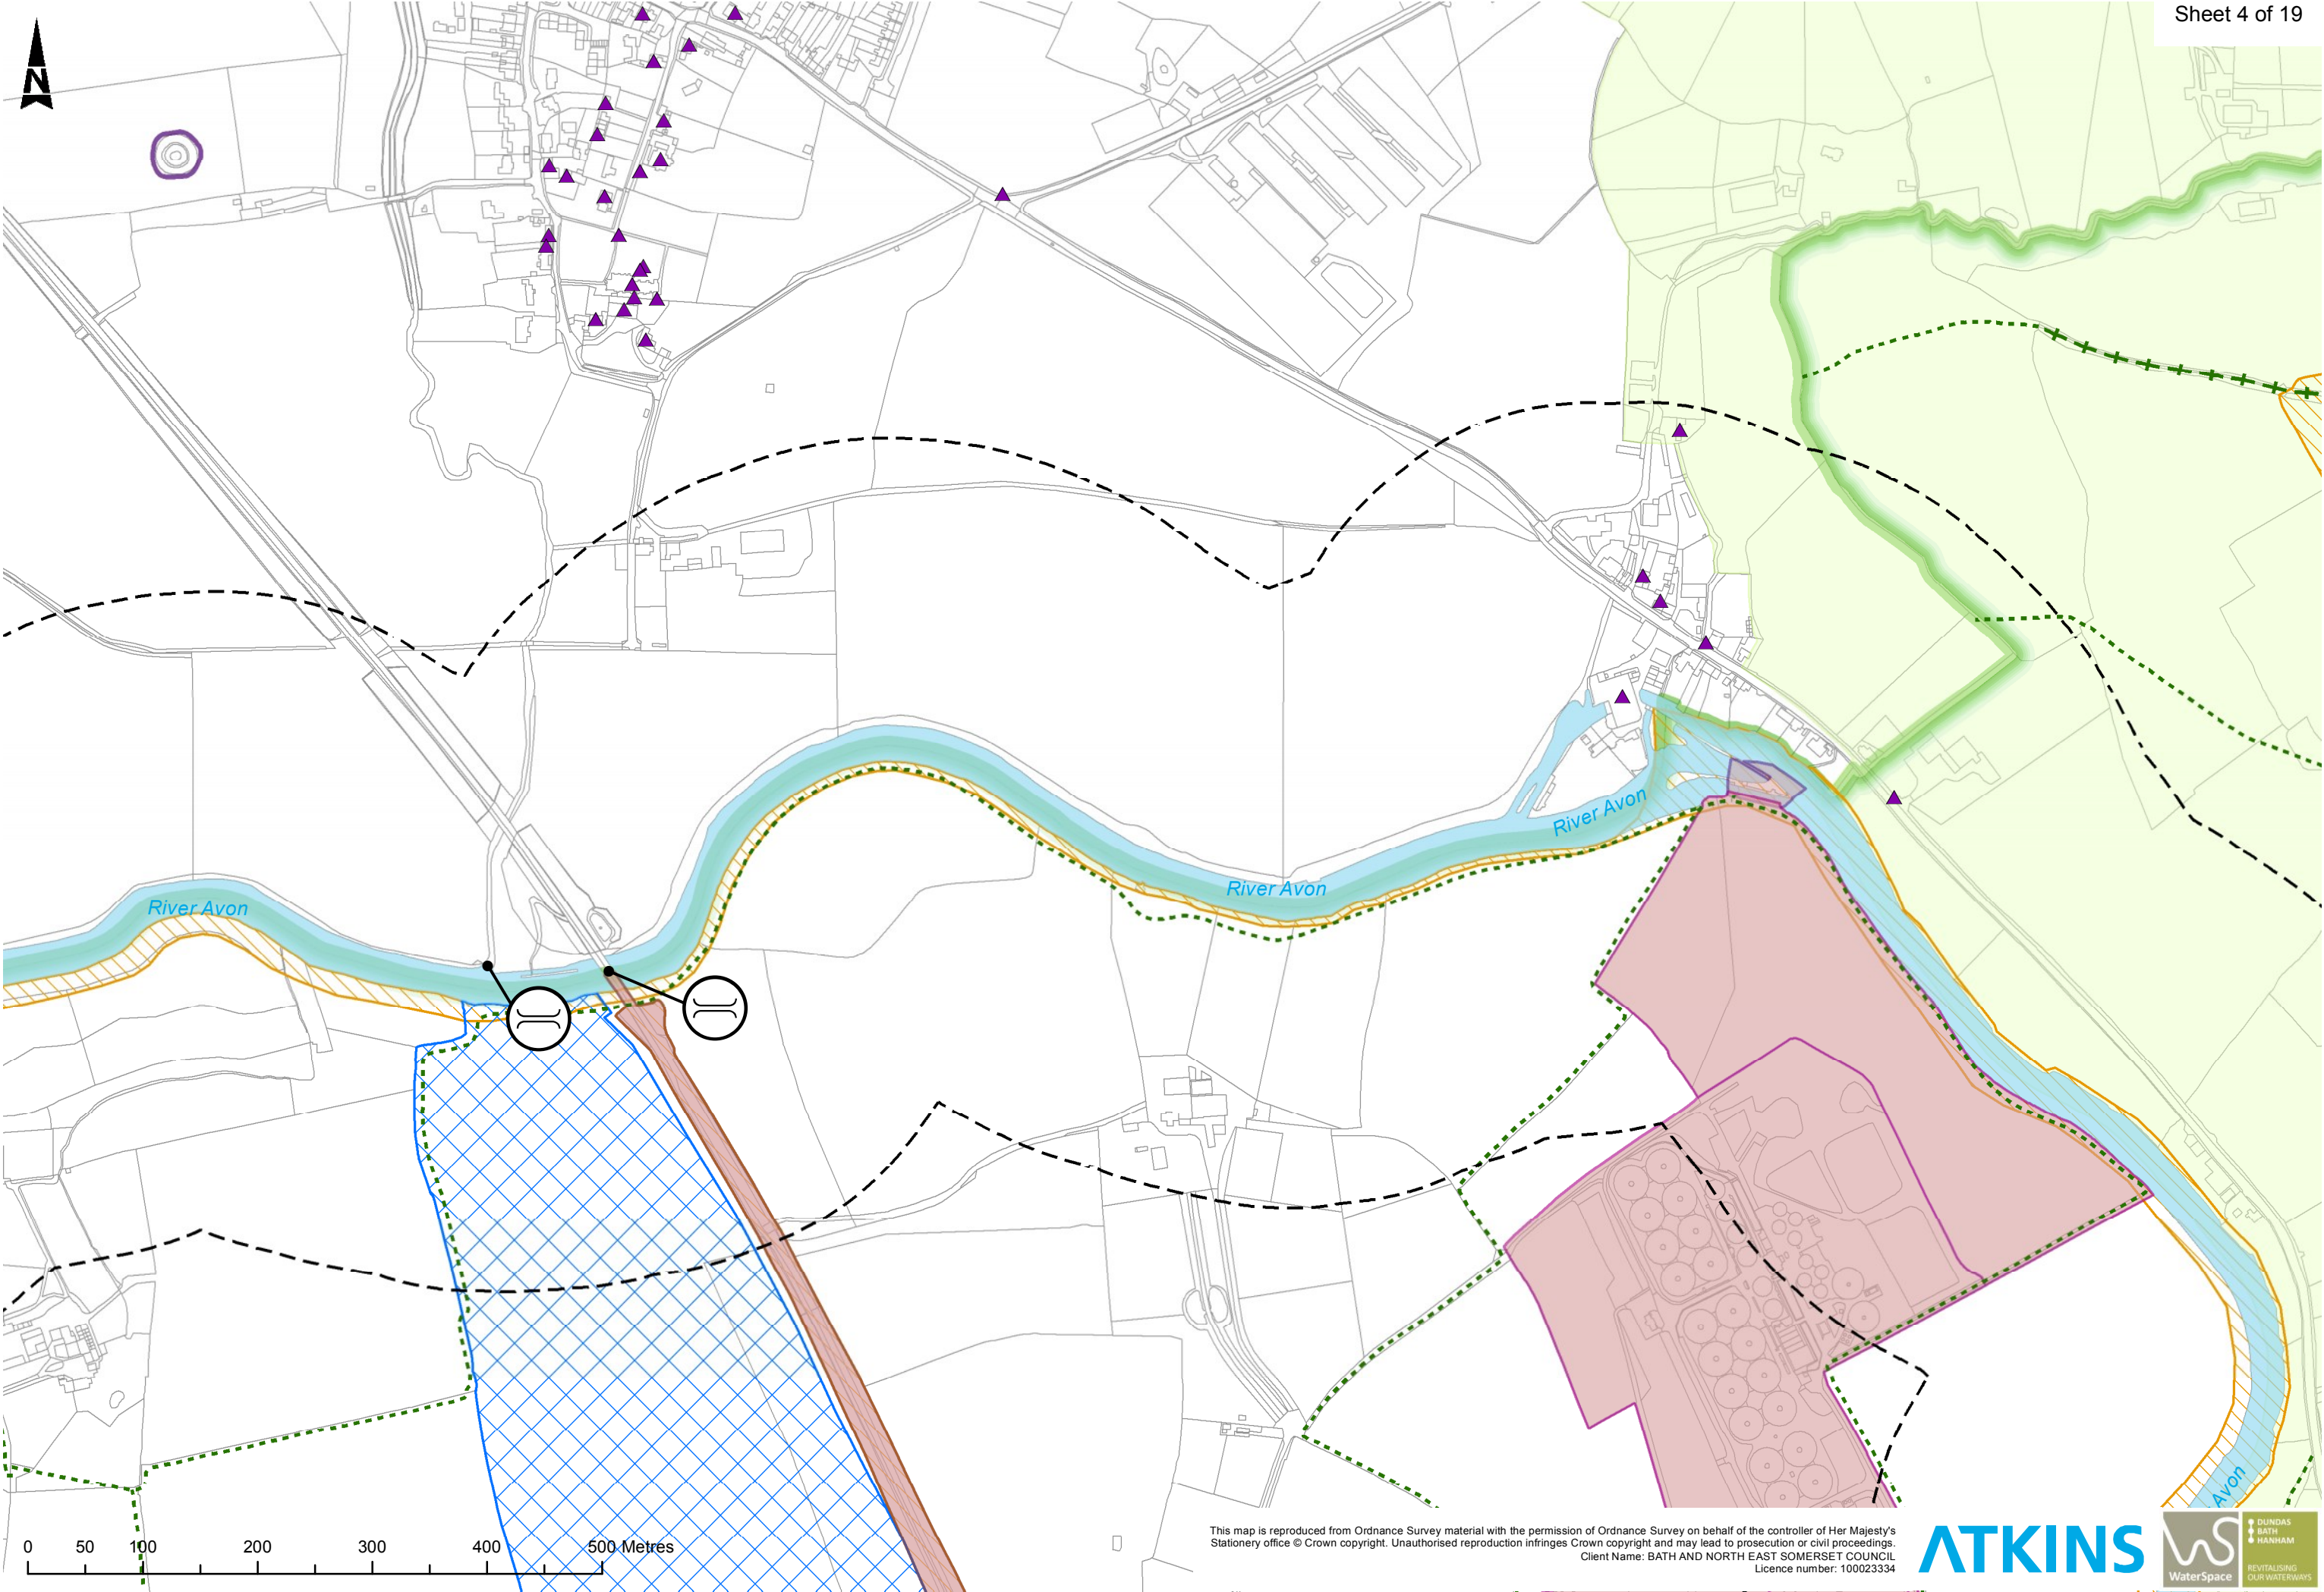 Sheet 4 of 19
N
River Avon
River Avon
River Avon
Avon
0 50 100 200 300 400 500 Metres
This map is reproduced from Ordnance Survey material with the permission of Ordnance Survey on behalf of the controller of Her Majesty's
Stationery office © Crown copyright. Unauthorised reproduction infringes Crown copyright and may lead to prosecution or civil proceedings.
Client Name: BATH AND NORTH EAST SOMERSET COUNCIL
Licence number: 100023334
ATKINS
WS
WaterSpace
DUNDAS
BATH
HANHAM
REVITALISING
OUR WATERWAYS